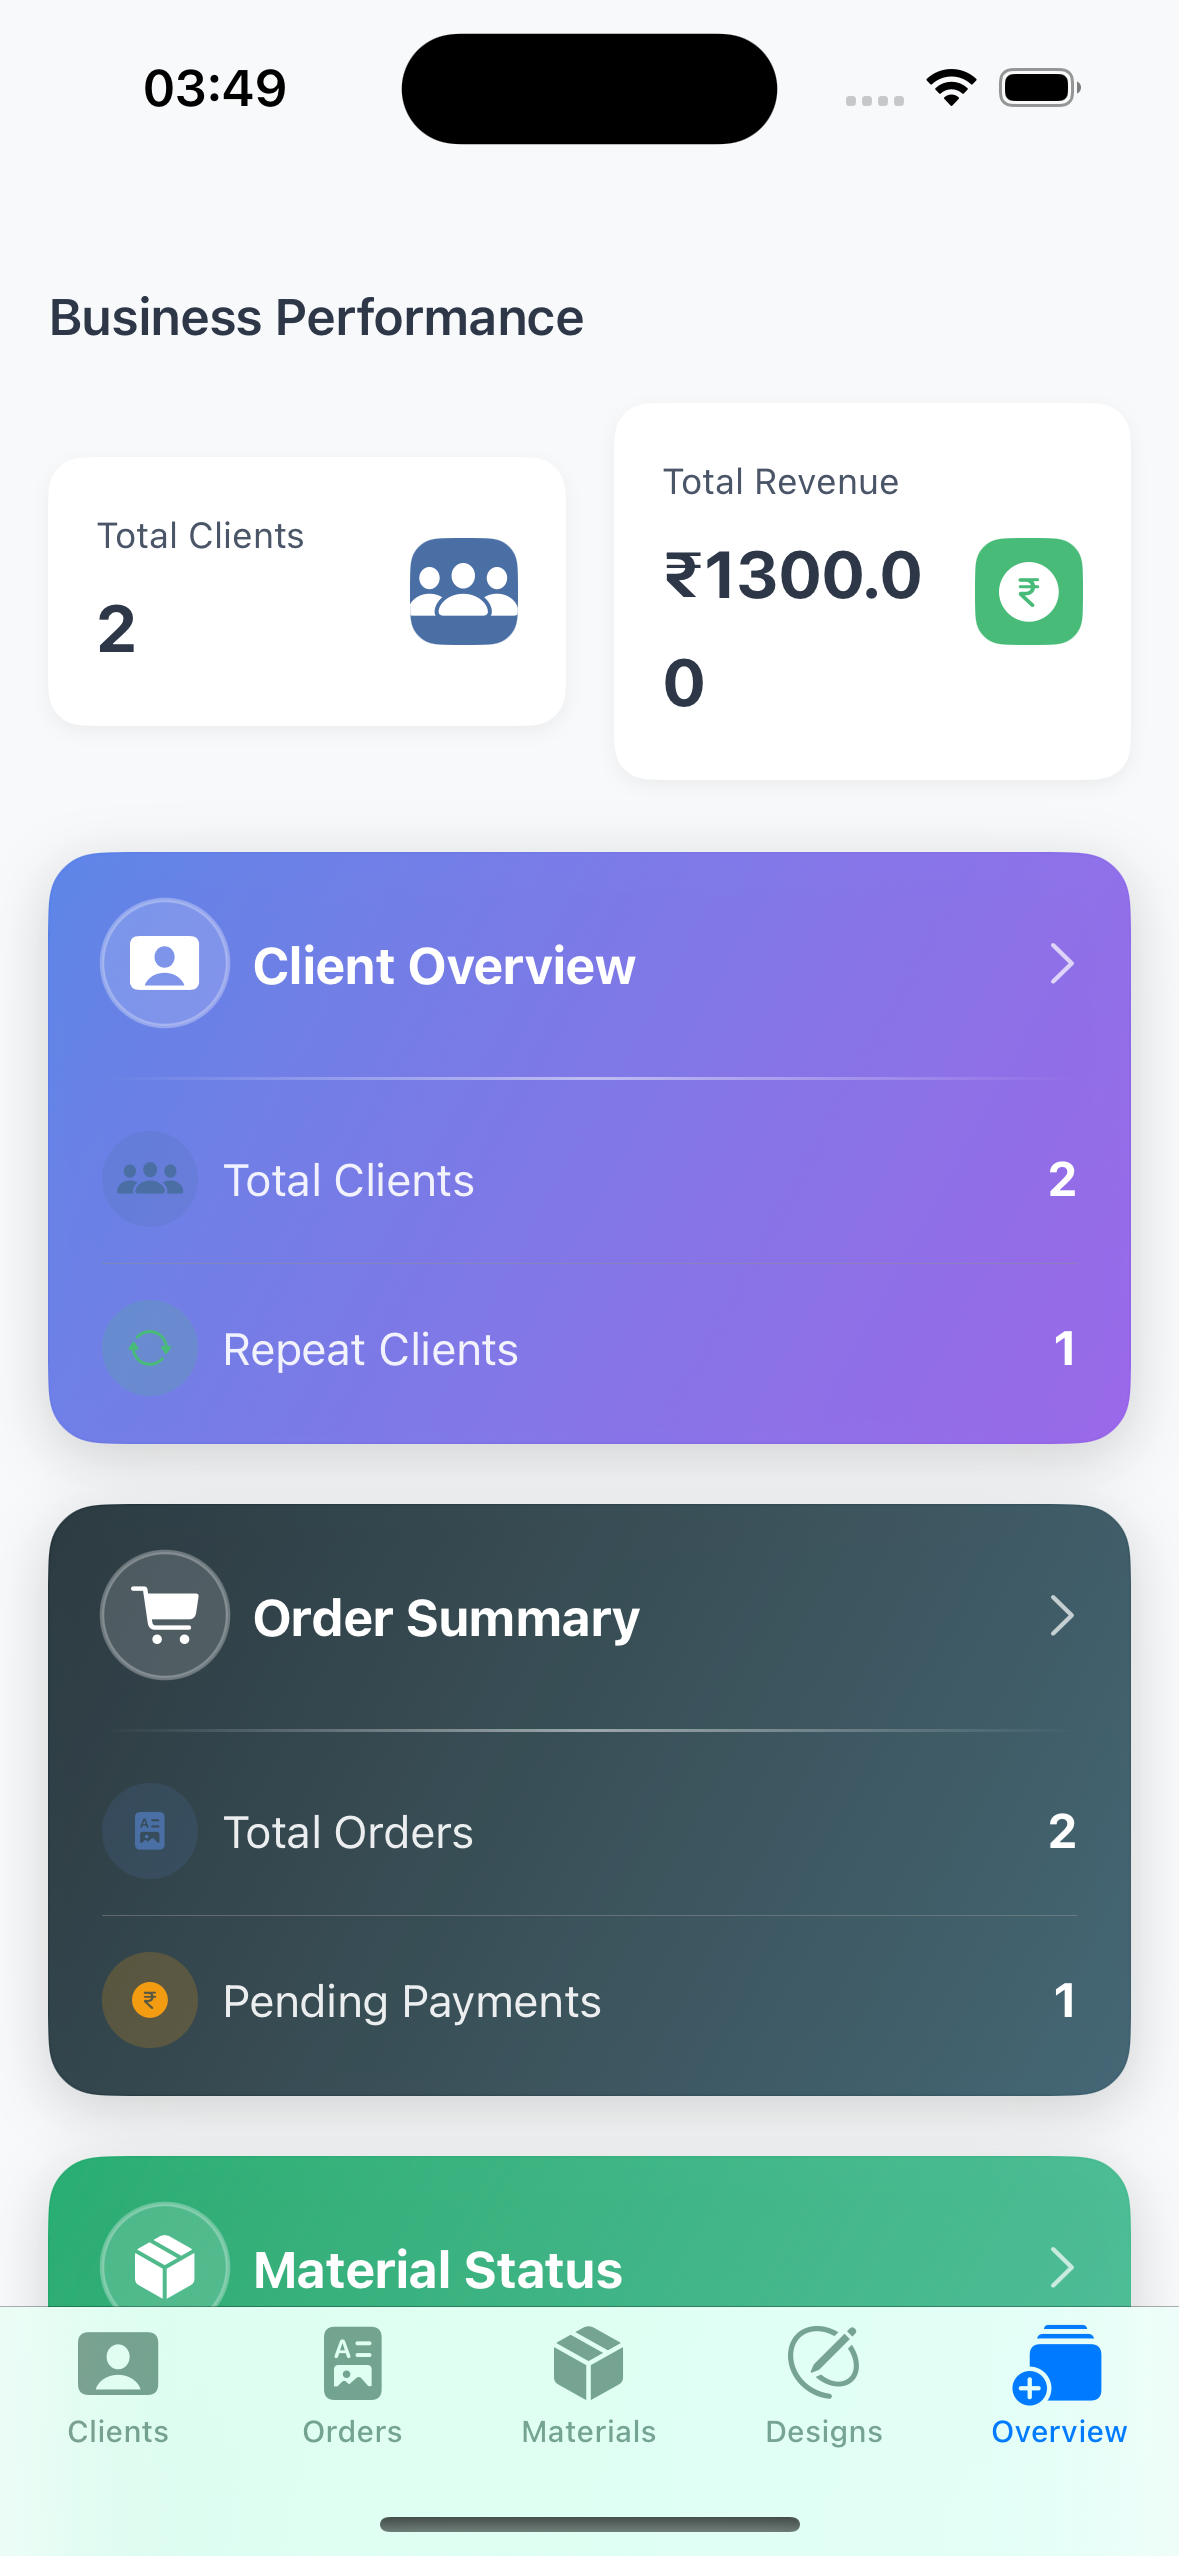 03:49
Business Performance
Total Clients
2
Total Revenue
₹1300.0
0
Client Overview
Total Clients
2
Repeat Clients
1
Order Summary
Total Orders
2
Pending Payments
1
Material Status
Clients
Orders
Materials
Designs
Overview